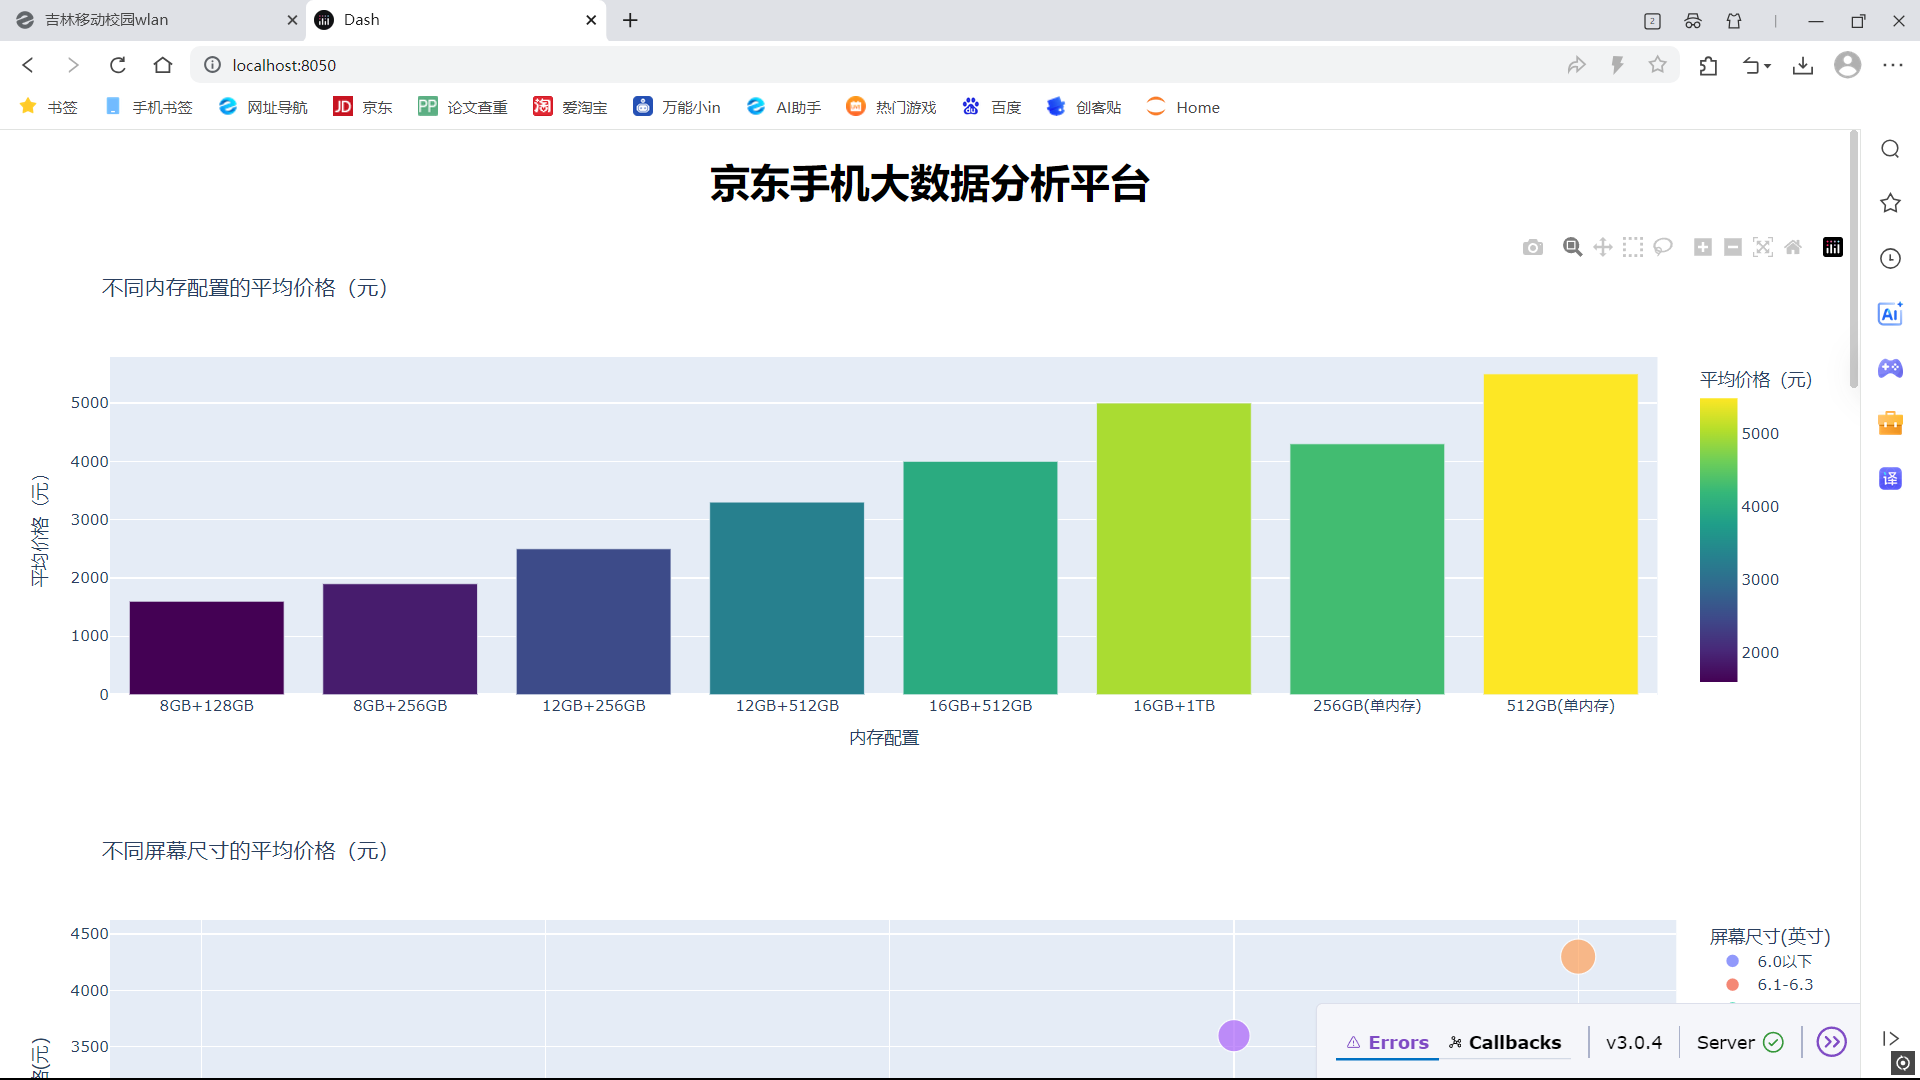 吉林移动校园wlan
Dash
2
localhost:8050
书签
手机书签
网址导航
JD 京东
PP 论文查重
淘 爱淘宝
万能小in
AI助手
热门游戏
百度
创客贴
Home
京东手机大数据分析平台
不同内存配置的平均价格（元）
平均价格（元）
5000
4000
3000
2000
1000
0
8GB+128GB
8GB+256GB
12GB+256GB
12GB+512GB
16GB+512GB
16GB+1TB
256GB(单内存)
512GB(单内存)
内存配置
平均价格（元）
5000
4000
3000
2000
Ai
译
不同屏幕尺寸的平均价格（元）
4500
4000
3500
格(元)
屏幕尺寸(英寸)
6.0以下
6.1-6.3
Errors
Callbacks
v3.0.4
Server